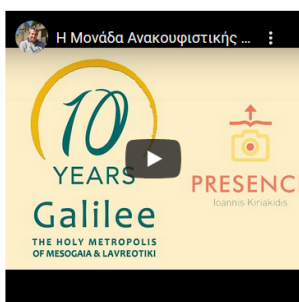 Η Μονάδα Ανακουφιστικής ...
10
YEARS
Galilee
THE HOLY METROPOLIS
OF MESOGAIA & LAVREOTIKI
PRESENC
Ioannis Kiriakidis